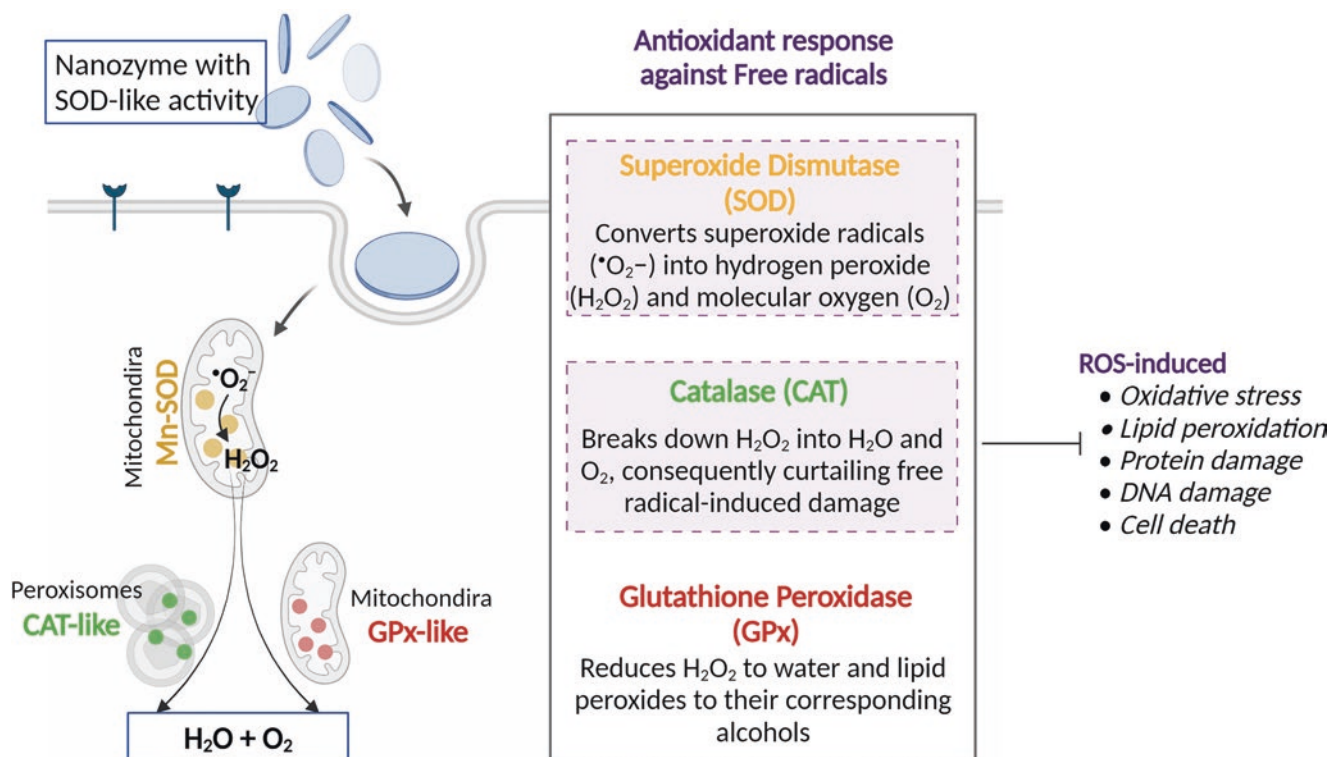 Nanozyme with
SOD-like activity
Mitochondira
Mn-SOD
•O₂⁻
H₂O₂
Peroxisomes
CAT-like
Mitochondira
GPx-like
H₂O + O₂
Antioxidant response
against Free radicals
Superoxide Dismutase
(SOD)
Converts superoxide radicals
(•O₂−) into hydrogen peroxide
(H₂O₂) and molecular oxygen (O₂)
Catalase (CAT)
Breaks down H₂O₂ into H₂O and
O₂, consequently curtailing free
radical-induced damage
Glutathione Peroxidase
(GPx)
Reduces H₂O₂ to water and lipid
peroxides to their corresponding
alcohols
ROS-induced
• Oxidative stress
• Lipid peroxidation
• Protein damage
• DNA damage
• Cell death